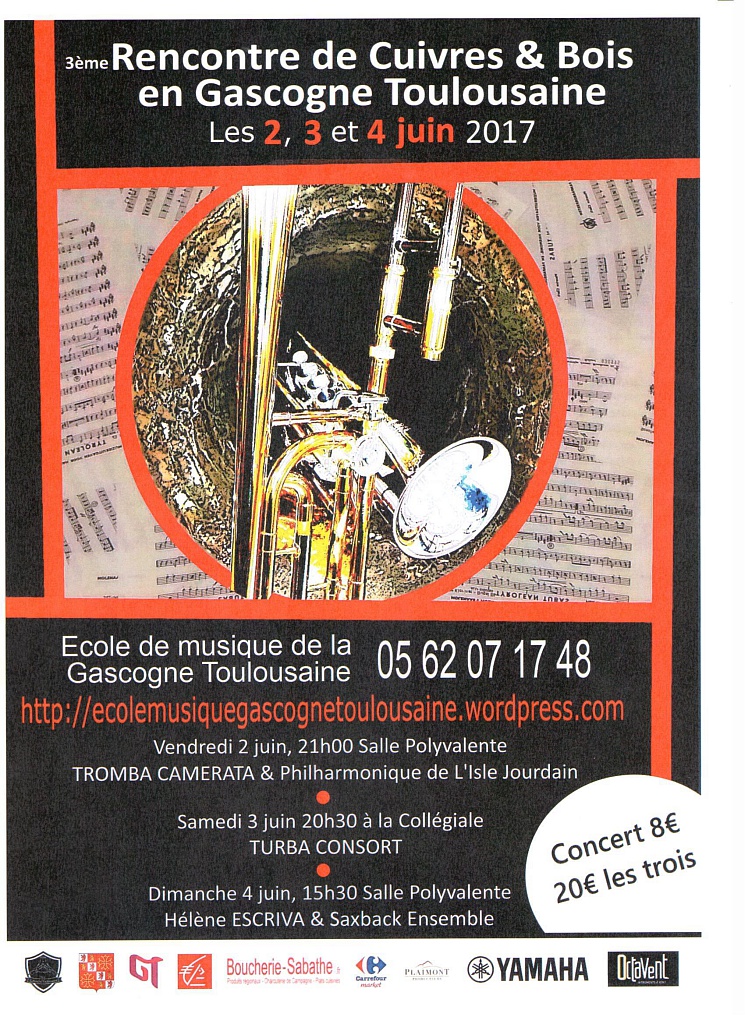 3ème Rencontre de Cuivres & Bois
en Gascogne Toulousaine
Les 2, 3 et 4 juin 2017
Ecole de musique de la
Gascogne Toulousaine
05 62 07 17 48
http://ecolemusiquegascognetoulousaine.wordpress.com
Vendredi 2 juin, 21h00 Salle Polyvalente
TROMBA CAMERATA & Philharmonique de L'Isle Jourdain
Samedi 3 juin 20h30 à la Collégiale
TURBA CONSORT
Dimanche 4 juin, 15h30 Salle Polyvalente
Hélène ESCRIVA & Saxback Ensemble
Concert 8€
20€ les trois
GT
Boucherie-Sabathe.fr
Carrefour
market
PLAIMONT
YAMAHA
OctaVent